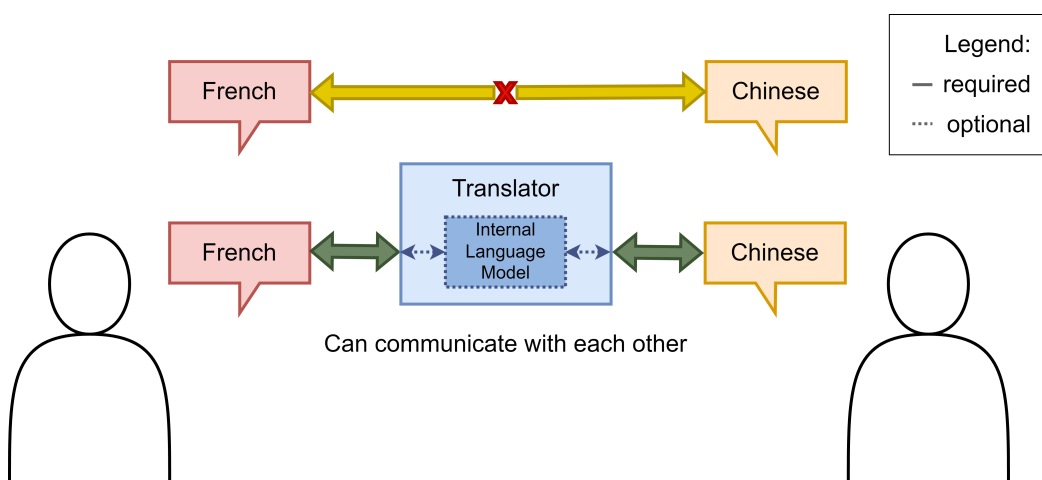 Legend:
required
optional
French
Chinese
Translator
Internal
Language
Model
French
Chinese
Can communicate with each other